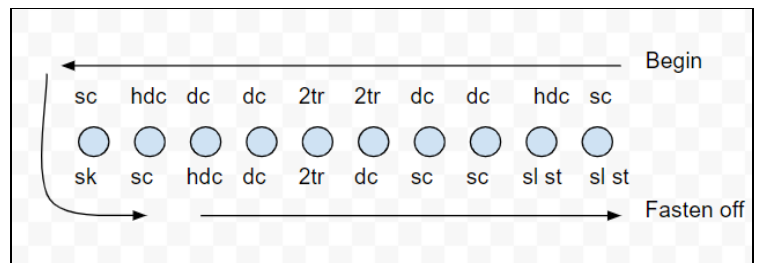 Begin
sc hdc dc dc 2tr 2tr dc dc hdc sc
sk sc hdc dc 2tr dc sc sc sl st sl st
Fasten off